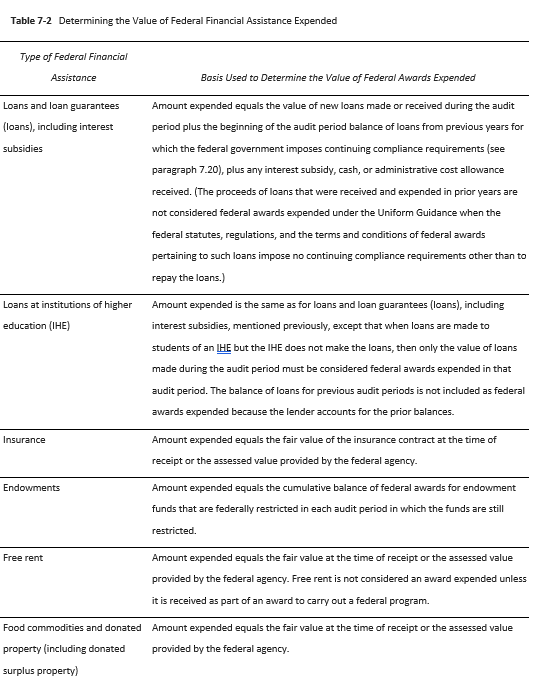 Table 7-2 Determining the Value of Federal Financial Assistance Expended
Type of Federal Financial
Assistance
Basis Used to Determine the Value of Federal Awards Expended
Loans and loan guarantees
(loans), including interest
subsidies
Amount expended equals the value of new loans made or received during the audit
period plus the beginning of the audit period balance of loans from previous years for
which the federal government imposes continuing compliance requirements (see
paragraph 7.20), plus any interest subsidy, cash, or administrative cost allowance
received. (The proceeds of loans that were received and expended in prior years are
not considered federal awards expended under the Uniform Guidance when the
federal statutes, regulations, and the terms and conditions of federal awards
pertaining to such loans impose no continuing compliance requirements other than to
repay the loans.)
Loans at institutions of higher
education (IHE)
Amount expended is the same as for loans and loan guarantees (loans), including
interest subsidies, mentioned previously, except that when loans are made to
students of an IHE but the IHE does not make the loans, then only the value of loans
made during the audit period must be considered federal awards expended in that
audit period. The balance of loans for previous audit periods is not included as federal
awards expended because the lender accounts for the prior balances.
Insurance
Amount expended equals the fair value of the insurance contract at the time of
receipt or the assessed value provided by the federal agency.
Endowments
Amount expended equals the cumulative balance of federal awards for endowment
funds that are federally restricted in each audit period in which the funds are still
restricted.
Free rent
Amount expended equals the fair value at the time of receipt or the assessed value
provided by the federal agency. Free rent is not considered an award expended unless
it is received as part of an award to carry out a federal program.
Food commodities and donated
property (including donated
surplus property)
Amount expended equals the fair value at the time of receipt or the assessed value
provided by the federal agency.